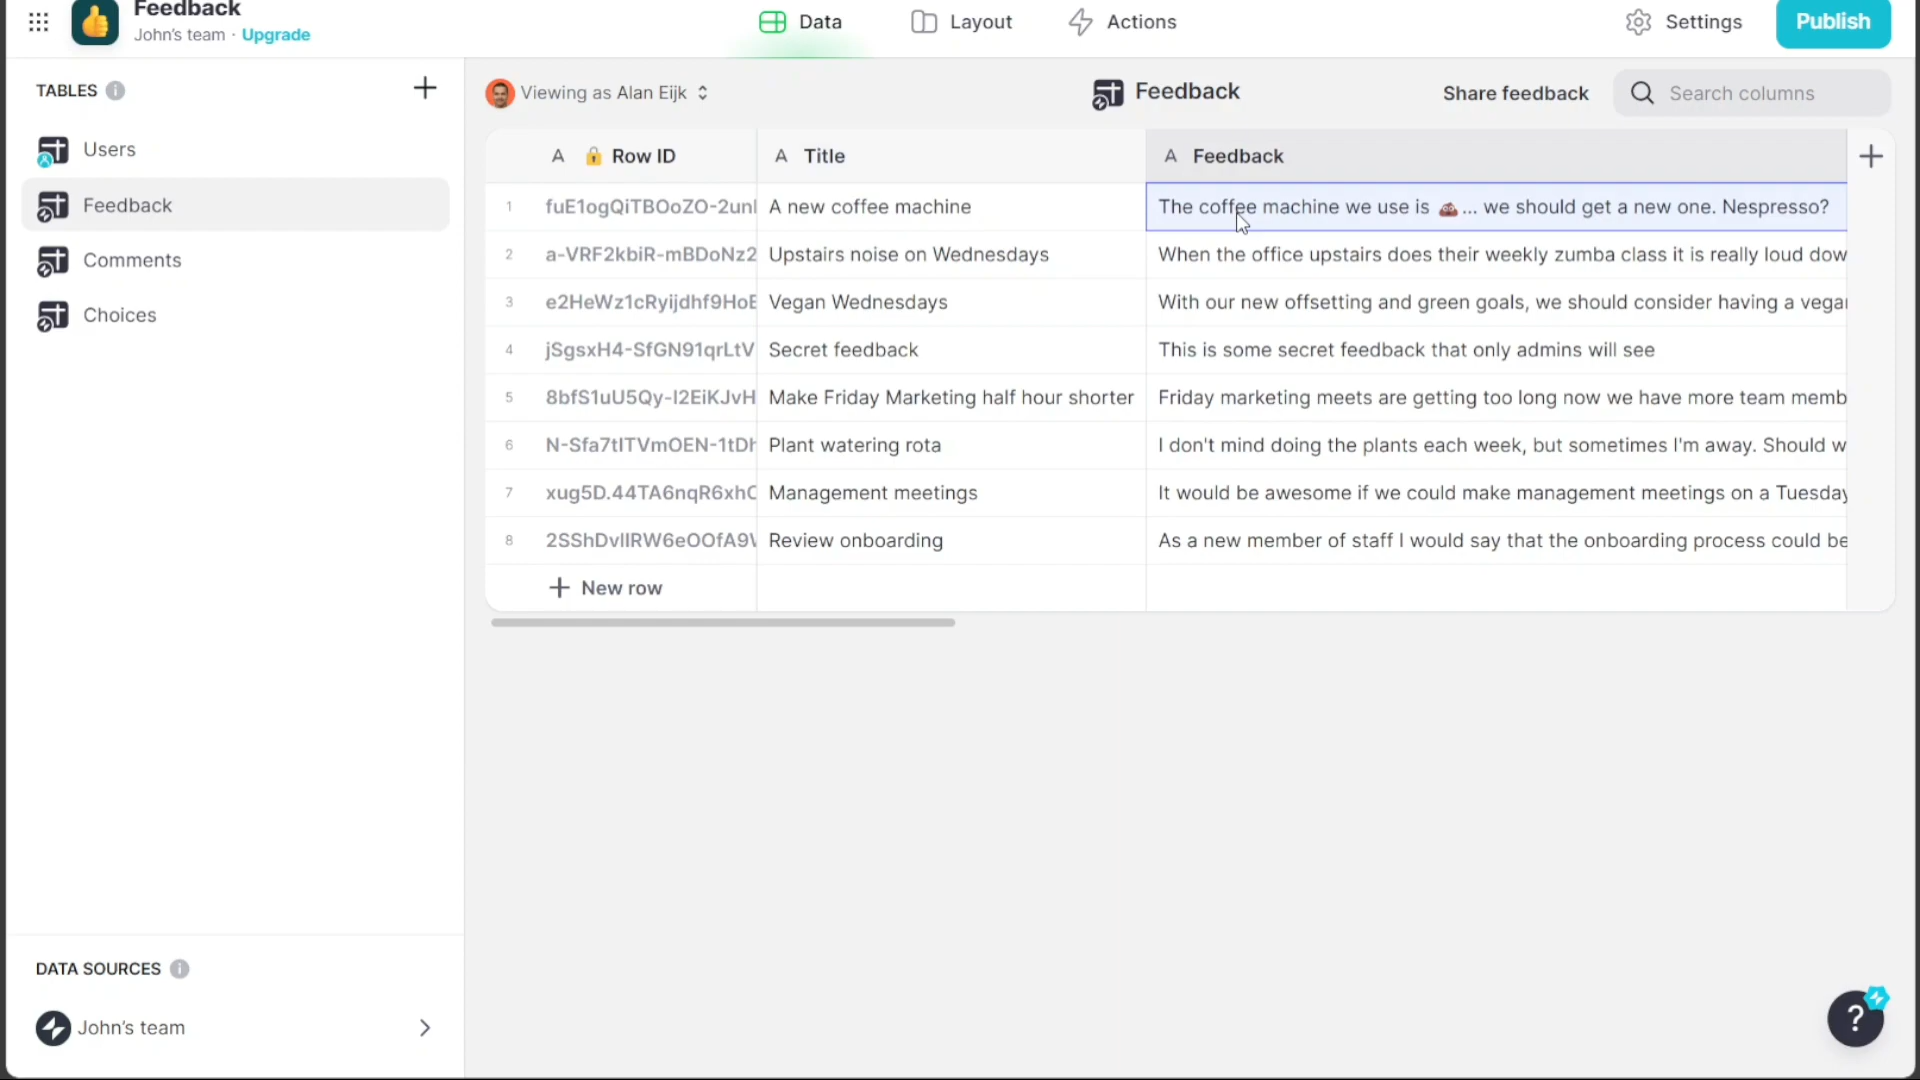 Feedback
John's team · Upgrade
Data
Layout
Actions
Settings
Publish
TABLES
Users
Feedback
Comments
Choices
DATA SOURCES
John's team
Viewing as Alan Eijk
Feedback
Share feedback
Search columns
A 🔒 Row ID
A Title
A Feedback
1 fuE1ogQiTBOoZO-2un A new coffee machine The coffee machine we use is 💩 ... we should get a new one. Nespresso?
2 a-VRF2kbiR-mBDoNz2 Upstairs noise on Wednesdays When the office upstairs does their weekly zumba class it is really loud dow
3 e2HeWz1cRyijdhf9Ho Vegan Wednesdays With our new offsetting and green goals, we should consider having a vega
4 jSgsxH4-SfGN91qrLtV Secret feedback This is some secret feedback that only admins will see
5 8bfS1uU5Qy-I2EiKJvH Make Friday Marketing half hour shorter Friday marketing meets are getting too long now we have more team memb
6 Plant watering rota I don't mind doing the plants each week, but sometimes I'm away. Should w
7 xug5D.44TA6nqR6xh Management meetings It would be awesome if we could make management meetings on a Tuesday
8 Review onboarding As a new member of staff I would say that the onboarding process could be
New row
?